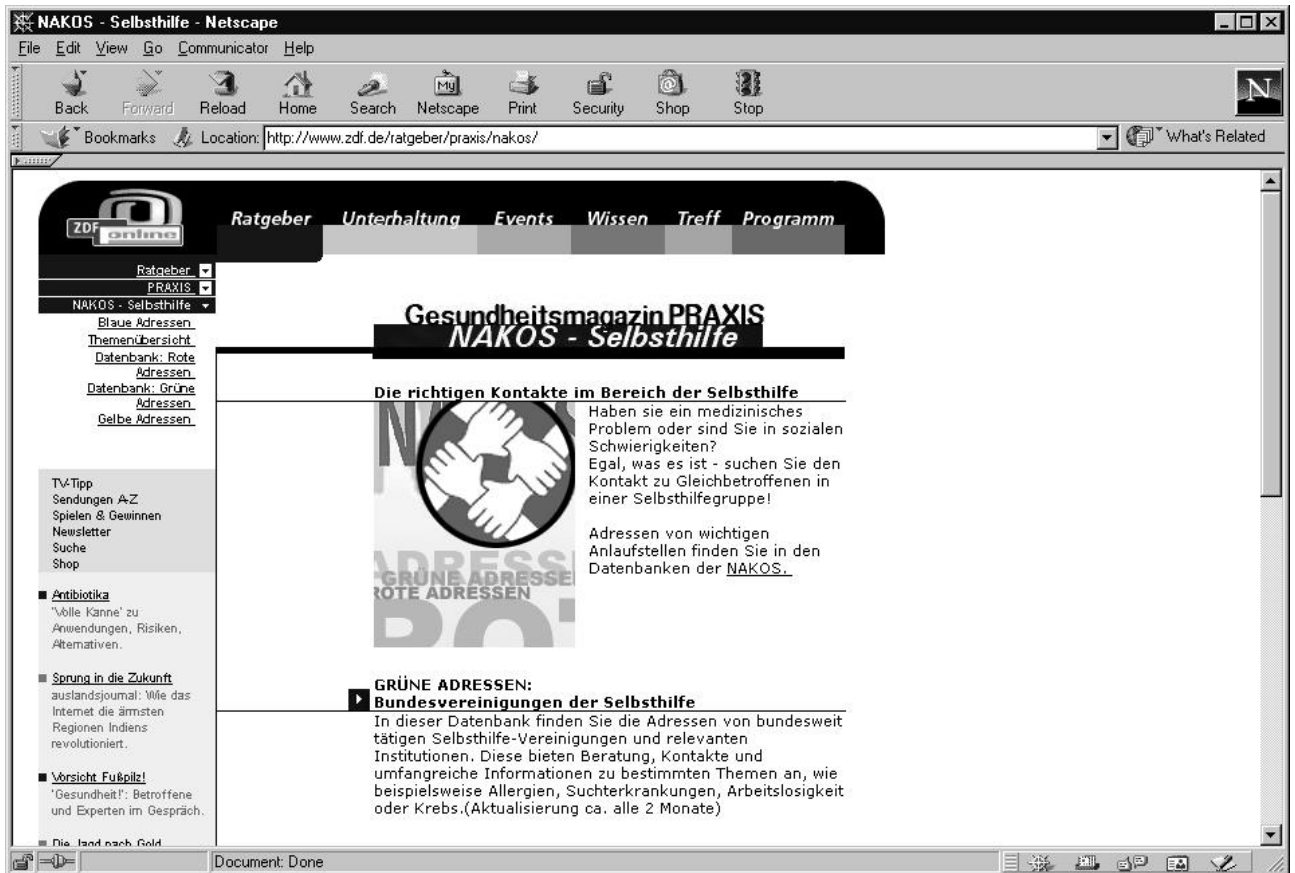 NAKOS - Selbsthilfe - Netscape
File Edit View Go Communicator Help
Back Forward Reload Home Search Netscape Print Security Shop Stop
My
N
Bookmarks Location: http://www.zdf.de/ratgeber/praxis/nakos/ What's Related
ZDF online
Ratgeber Unterhaltung Events Wissen Treff Programm
Ratgeber
PRAXIS
NAKOS - Selbsthilfe
Blaue Adressen
Themenübersicht
Datenbank: Rote
Adressen
Datenbank: Grüne
Adressen
Gelbe Adressen
TV-Tipp
Sendungen A-Z
Spielen & Gewinnen
Newsletter
Suche
Shop
Antibiotika
'Volle Kanne' zu
Anwendungen, Risiken,
Alternativen.
Sprung in die Zukunft
auslandsjournal: Wie das
Internet die ärmsten
Regionen Indiens
revolutioniert.
Vorsicht Fußpilz!
'Gesundheit!': Betroffene
und Experten im Gespräch.
Die Jagd nach Gold
Gesundheitsmagazin PRAXIS
NAKOS - Selbsthilfe
Die richtigen Kontakte im Bereich der Selbsthilfe
Haben sie ein medizinisches
Problem oder sind Sie in sozialen
Schwierigkeiten?
Egal, was es ist - suchen Sie den
Kontakt zu Gleichbetroffenen in
einer Selbsthilfegruppe!
Adressen von wichtigen
Anlaufstellen finden Sie in den
Datenbanken der NAKOS.
ADRESSE
GRÜNE ADRESSE
ROTE ADRESSEN
ROT
GRÜNE ADRESSEN:
Bundesvereinigungen der Selbsthilfe
In dieser Datenbank finden Sie die Adressen von bundesweit
tätigen Selbsthilfe-Vereinigungen und relevanten
Institutionen. Diese bieten Beratung, Kontakte und
umfangreiche Informationen zu bestimmten Themen an, wie
beispielsweise Allergien, Suchterkrankungen, Arbeitslosigkeit
oder Krebs.(Aktualisierung ca. alle 2 Monate)
Document: Done